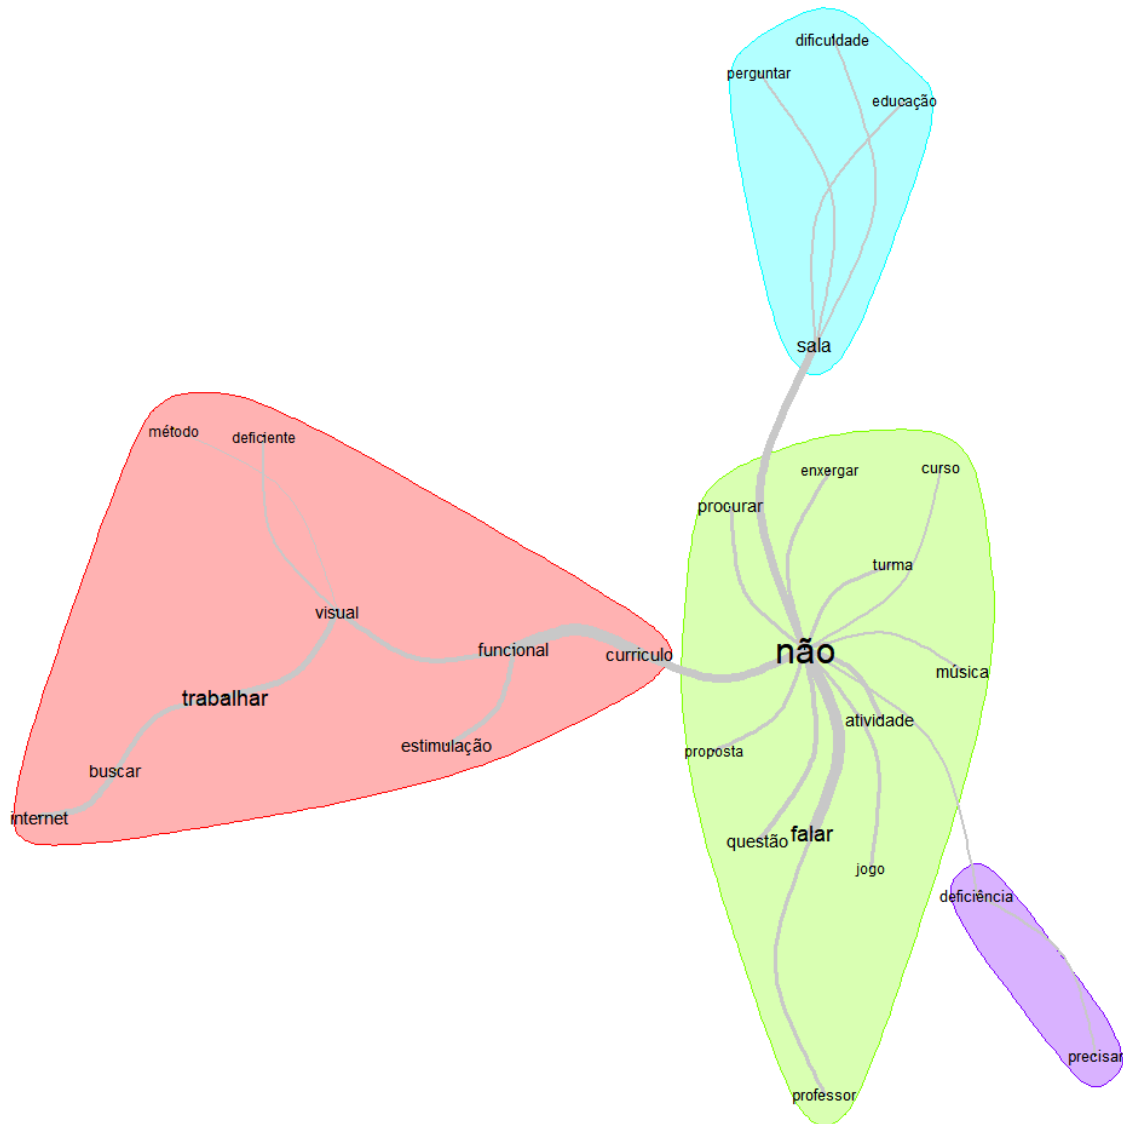 dificuldade
perguntar
educação
sala
método
deficiente
enxergar
curso
procurar
turma
visual
funcional
curriculo
não
música
trabalhar
atividade
estimulação
proposta
buscar
internet
questão
falar
jogo
deficiência
precisar
professor